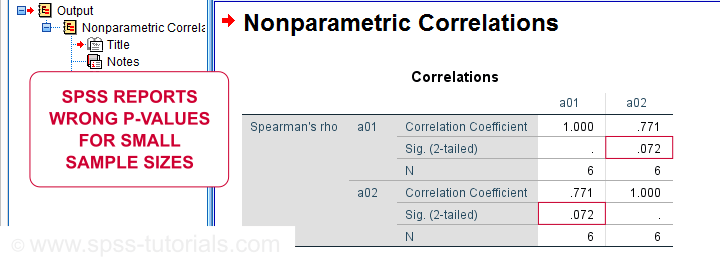 Output
Nonparametric Correla
Title
Notes
SPSS REPORTS
WRONG P-VALUES
FOR SMALL
SAMPLE SIZES
© www.spss-tutorials.com
Nonparametric Correlations
Correlations
a01 a02
Spearman's rho a01 Correlation Coefficient 1.000 .771
Sig. (2-tailed) . .072
N 6 6
a02 Correlation Coefficient .771 1.000
Sig. (2-tailed) .072 .
N 6 6